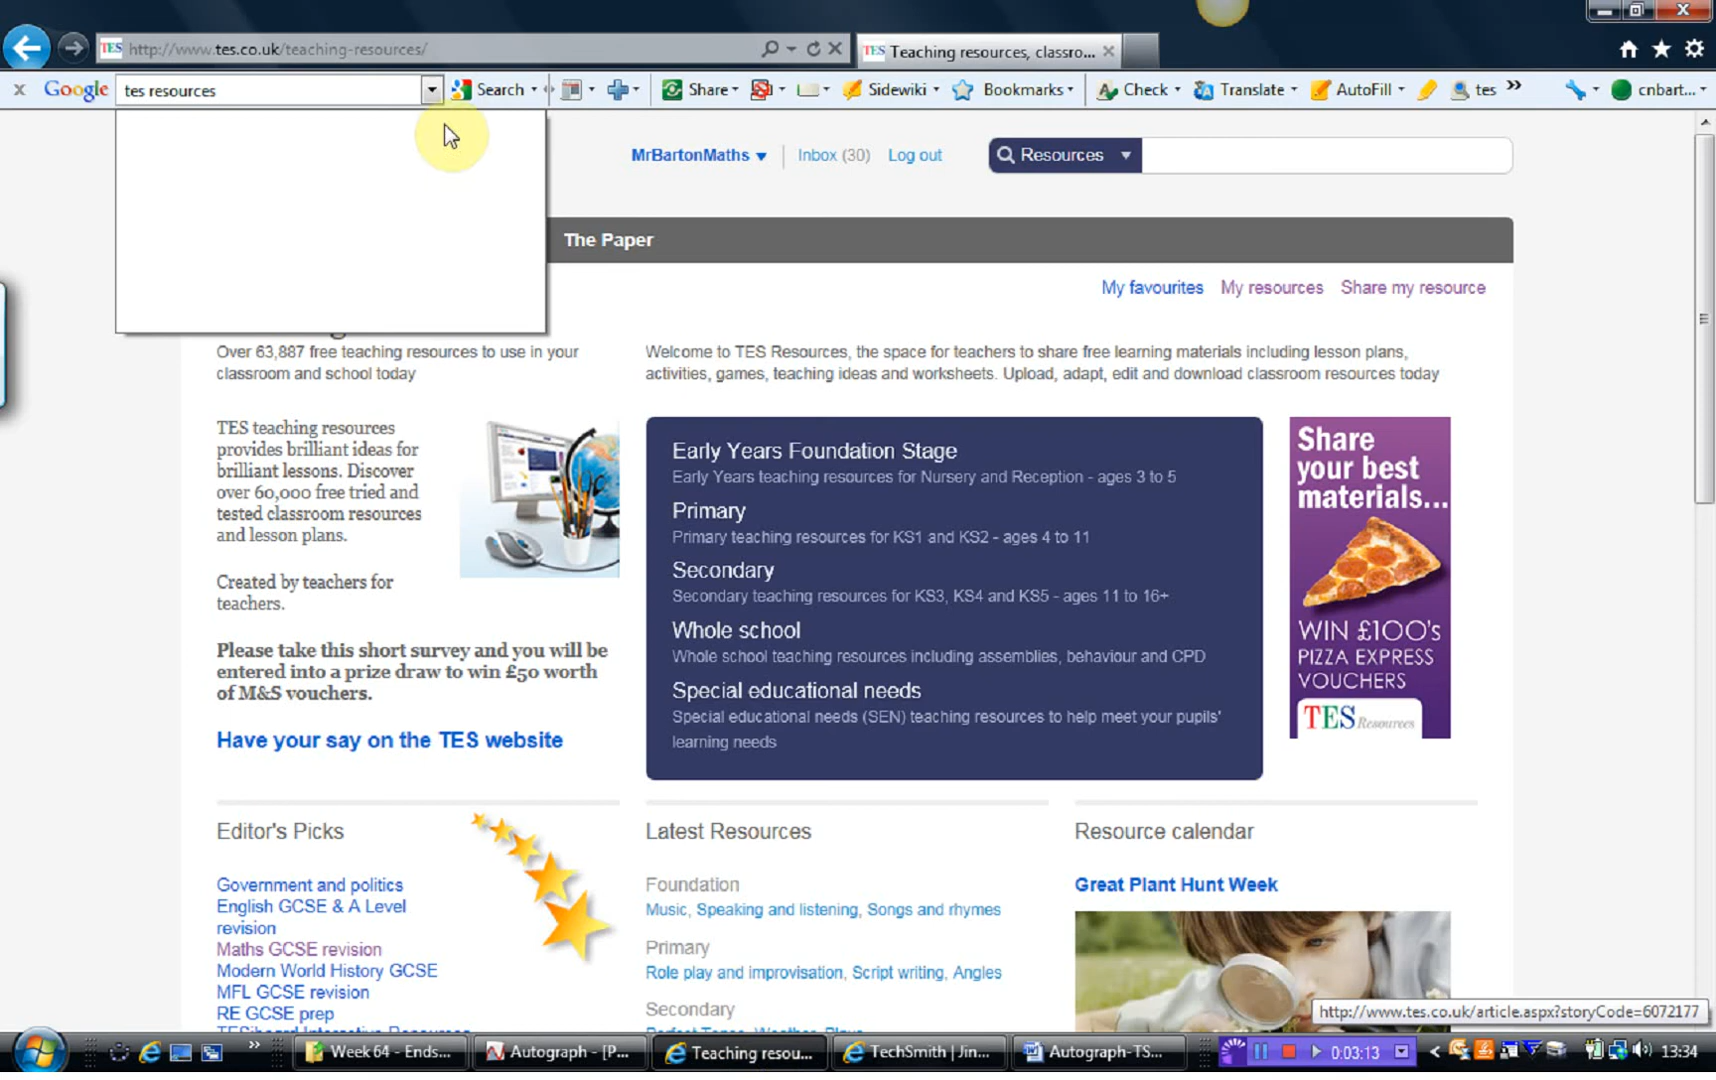 TES http://www.tes.co.uk/teaching-resources/
TES Teaching resources, classro...
x Google tes resources Search Share Sidewiki Bookmarks Check Translate AutoFill tes » cnbart...
MrBartonMaths Inbox (30) Log out Resources
The Paper
My favourites My resources Share my resource
Over 63,887 free teaching resources to use in your
classroom and school today
Welcome to TES Resources, the space for teachers to share free learning materials including lesson plans,
activities, games, teaching ideas and worksheets. Upload, adapt, edit and download classroom resources today
TES teaching resources
provides brilliant ideas for
brilliant lessons. Discover
over 60,000 free tried and
tested classroom resources
and lesson plans.
Created by teachers for
teachers.
Please take this short survey and you will be
entered into a prize draw to win £50 worth
of M&S vouchers.
Have your say on the TES website
Early Years Foundation Stage
Early Years teaching resources for Nursery and Reception - ages 3 to 5
Primary
Primary teaching resources for KS1 and KS2 - ages 4 to 11
Secondary
Secondary teaching resources for KS3, KS4 and KS5 - ages 11 to 16+
Whole school
Whole school teaching resources including assemblies, behaviour and CPD
Special educational needs
Special educational needs (SEN) teaching resources to help meet your pupils'
learning needs
Share
your best
materials...
WIN £100's
PIZZA EXPRESS
VOUCHERS
TES Resources
Editor's Picks
Government and politics
English GCSE & A Level
revision
Maths GCSE revision
Modern World History GCSE
MFL GCSE revision
RE GCSE prep
TESiboard Interactive Resources
Latest Resources
Foundation
Music, Speaking and listening, Songs and rhymes
Primary
Role play and improvisation, Script writing, Angles
Secondary
Perfect Tense, Weather, Plays
Resource calendar
Great Plant Hunt Week
http://www.tes.co.uk/article.aspx?storyCode=6072177
Week 64 - Ends... Autograph - [P... Teaching resou... TechSmith | Jin... Autograph-TS... 0:03:13 13:34